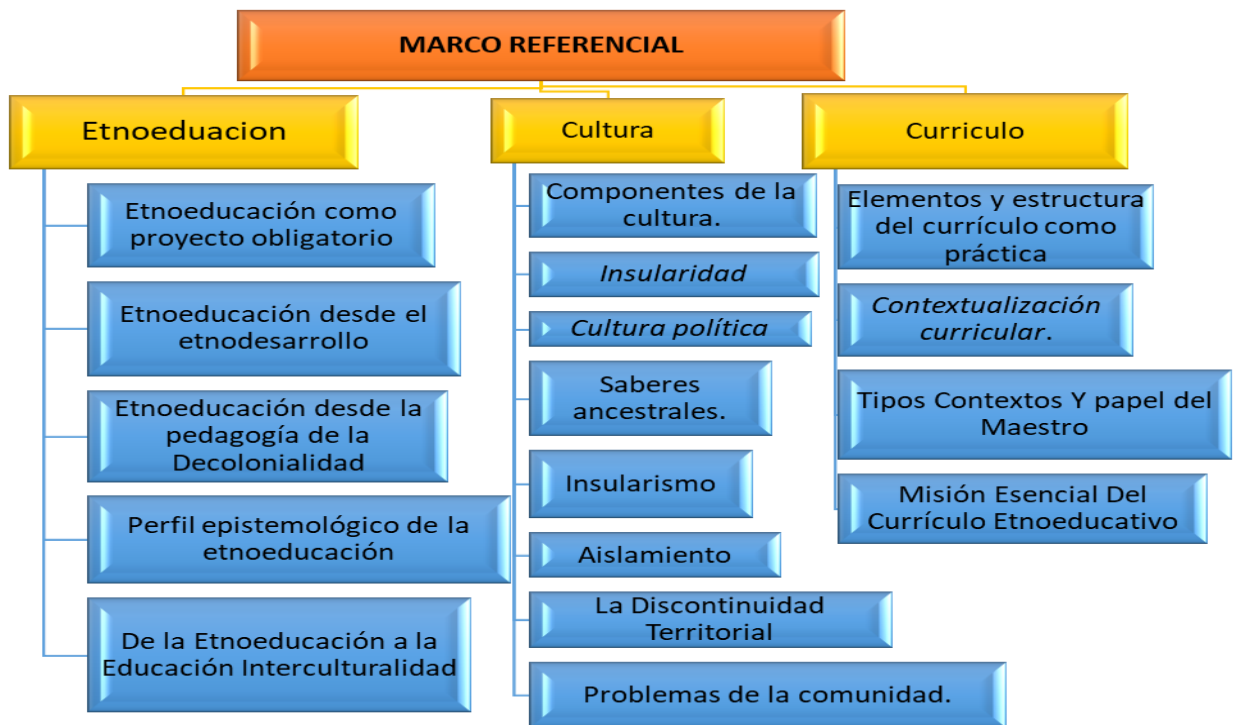 MARCO REFERENCIAL
Etnoeduacion
Etnoeducación como
proyecto obligatorio
Etnoeducación desde el
etnodesarrollo
Etnoeducación desde la
pedagogía de la
Decolonialidad
Perfil epistemológico de la
etnoeducación
De la Etnoeducación a la
Educación Interculturalidad
Cultura
Componentes de la
cultura.
Insularidad
Cultura política
Saberes
ancestrales.
Insularismo
Aislamiento
La Discontinuidad
Territorial
Problemas de la comunidad.
Curriculo
Elementos y estructura
del currículo como
práctica
Contextualización
curricular.
Tipos Contextos Y papel del
Maestro
Misión Esencial Del
Currículo Etnoeducativo